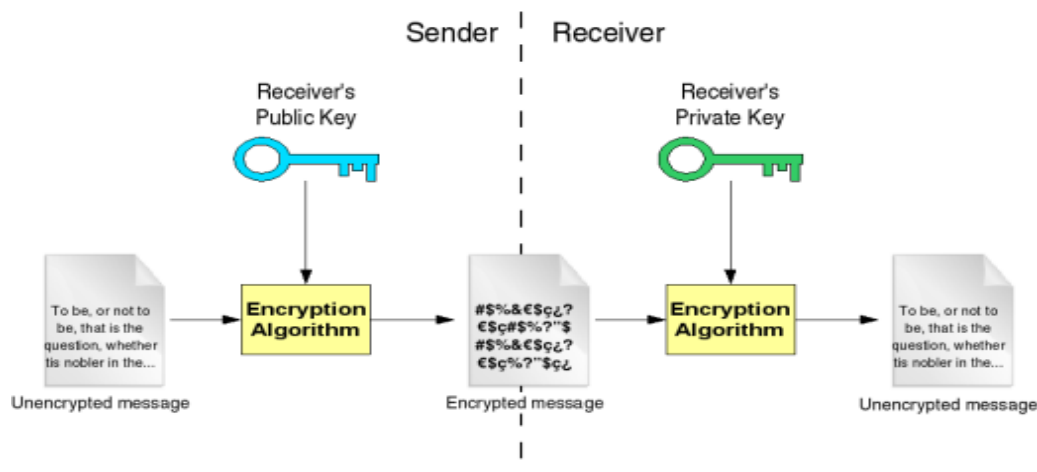 Sender
Receiver
Receiver's
Public Key
Receiver's
Private Key
To be, or not to
be, that is the
question, whether
tis nobler in the...
Unencrypted message
Encryption
Algorithm
#$%&€$ç¿?
€$ç#$%?"$
#$%&€$ç¿?
€$ç%?"$ç¿
Encrypted message
Encryption
Algorithm
To be, or not to
be, that is the
question, whether
tis nobler in the...
Unencrypted message